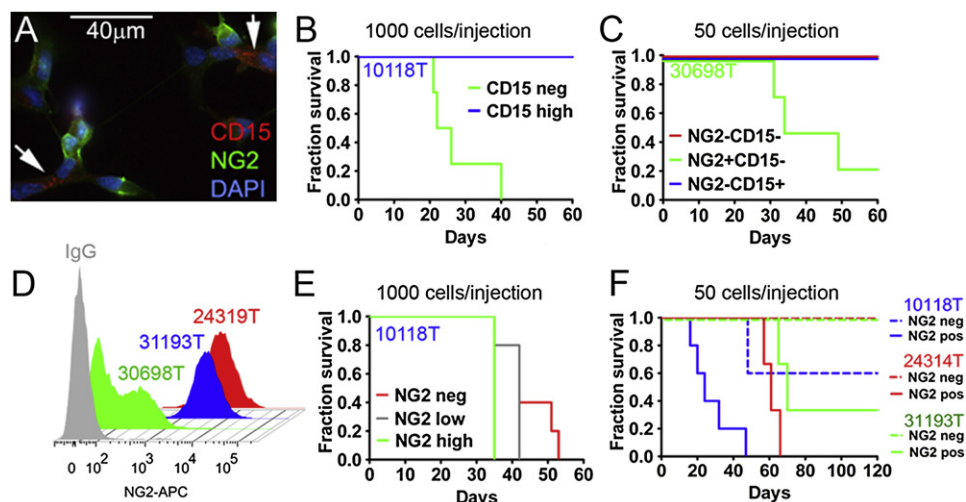 A
40μm
CD15
NG2
DAPI
B
1000 cells/injection
Fraction survival
1.0
0.8
0.6
0.4
0.2
0.0
10118T
CD15 neg
CD15 high
0 10 20 30 40 50 60
Days
C
50 cells/injection
Fraction survival
1.0
0.8
0.6
0.4
0.2
0.0
30698T
NG2-CD15-
NG2+CD15-
NG2-CD15+
0 10 20 30 40 50 60
Days
D
IgG
24319T
31193T
30698T
0 10² 10³ 10⁴ 10⁵
NG2-APC
E
1000 cells/injection
Fraction survival
1.0
0.8
0.6
0.4
0.2
0.0
10118T
NG2 neg
NG2 low
NG2 high
0 10 20 30 40 50 60
Days
F
50 cells/injection
Fraction survival
1.0
0.8
0.6
0.4
0.2
0.0
0 20 40 60 80 100 120
Days
10118T
NG2 neg
NG2 pos
24314T
NG2 neg
NG2 pos
31193T
NG2 neg
NG2 pos